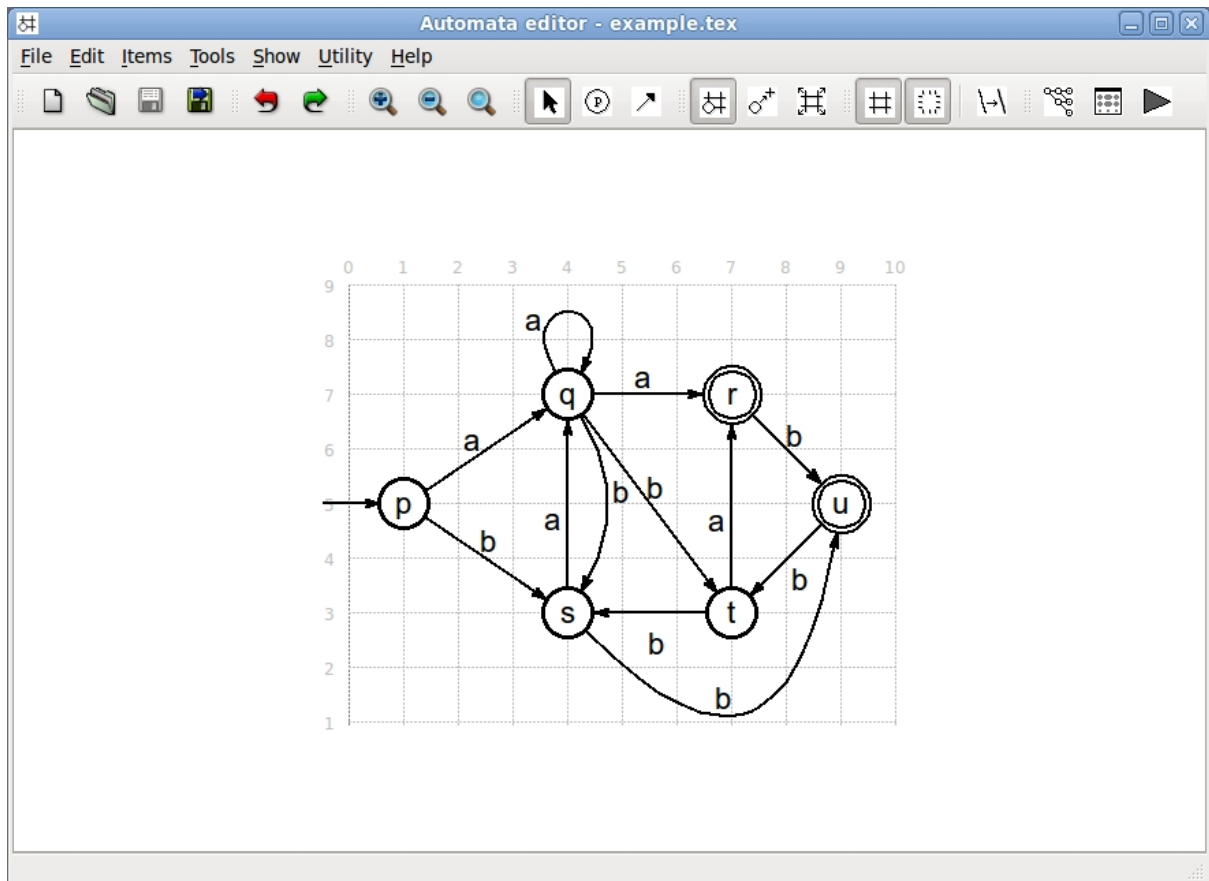 Automata editor - example.tex
File Edit Items Tools Show Utility Help
P
0 1 2 3 4 5 6 7 8 9 10
9
a
8
a
7 q r
b
6 a
b b
5 p u
a a
b
4
b
3 s t
b
2
b
1